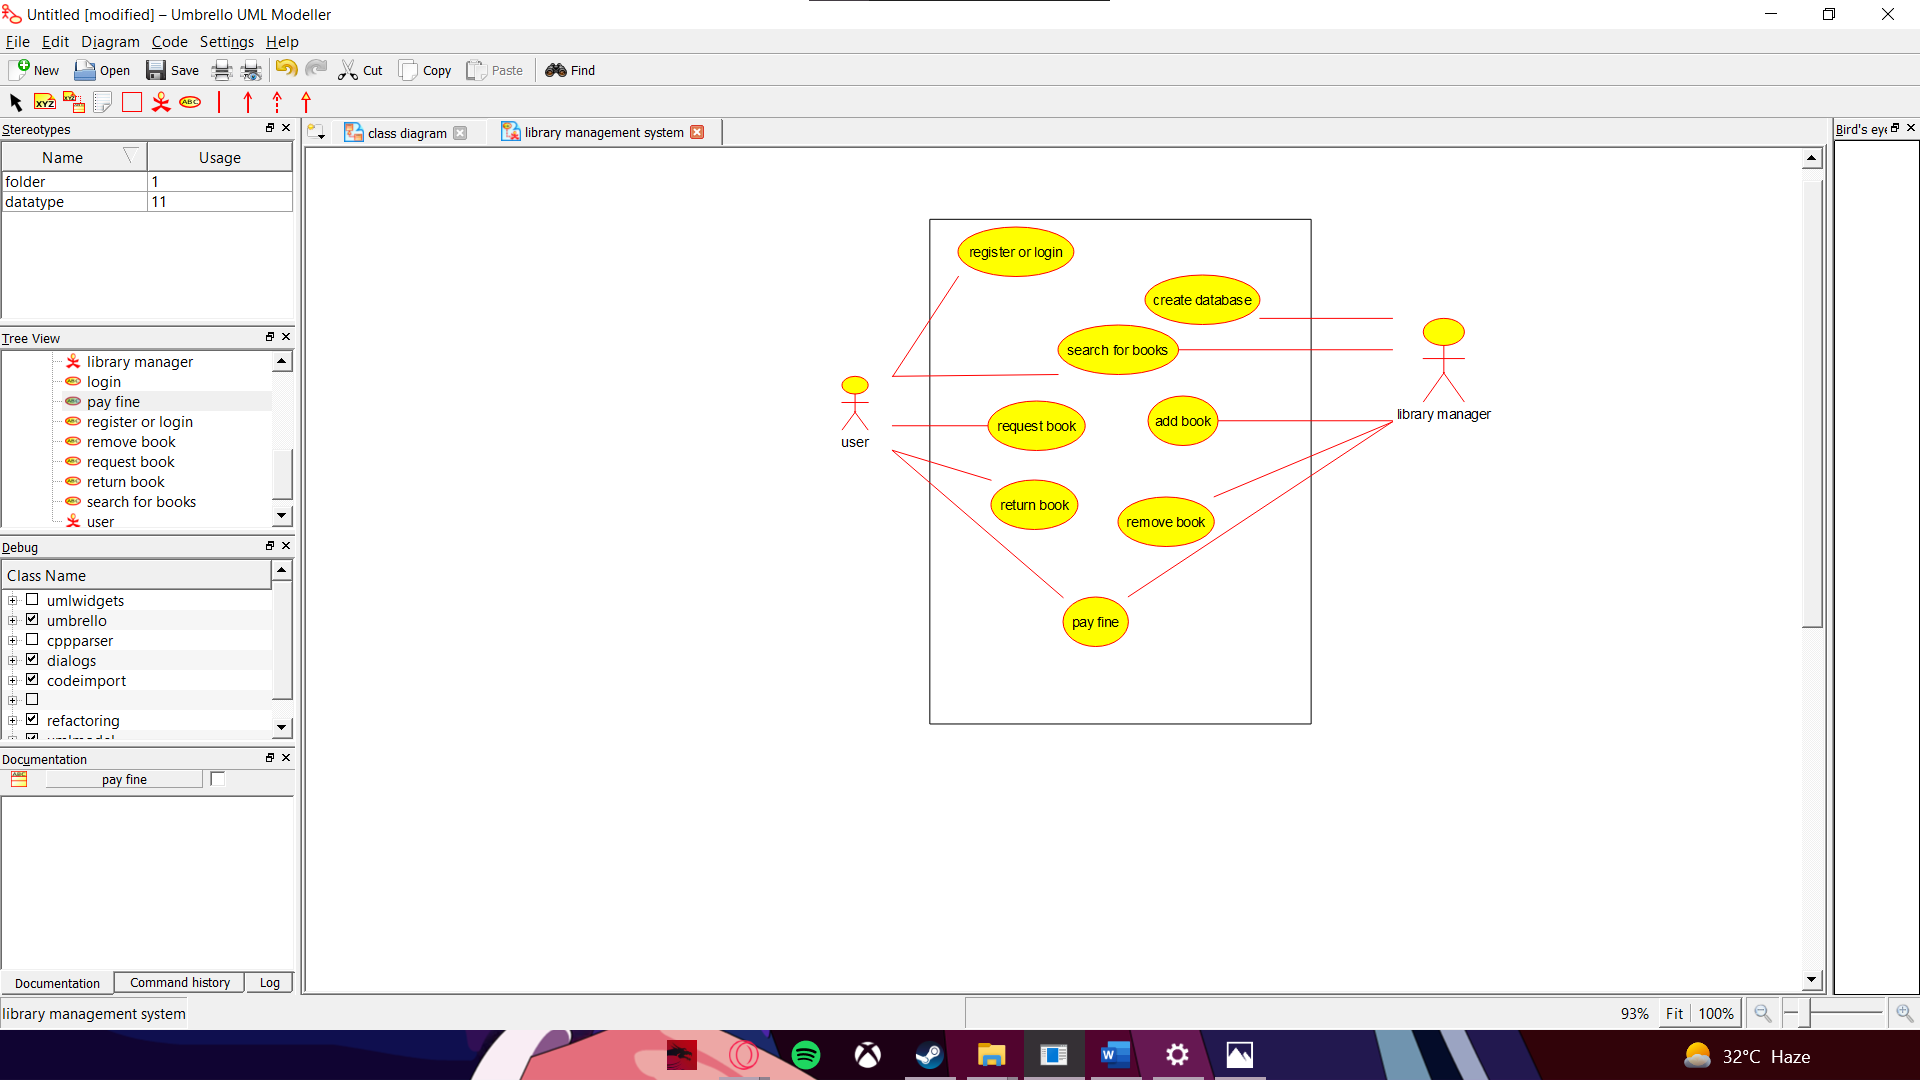 Untitled [modified] – Umbrello UML Modeller
File Edit Diagram Code Settings Help
New Open Save Cut Copy Paste Find
XYZ ABC
Stereotypes
Name Usage
folder 1
datatype 11
Tree View
library manager
login
pay fine
register or login
remove book
request book
return book
search for books
user
Debug
Class Name
umlwidgets
umbrello
cppparser
dialogs
codeimport
refactoring
Documentation
pay fine
Documentation Command history Log
class diagram
library management system
register or login
create database
search for books
library manager
add book
request book
user
return book
remove book
pay fine
Bird's eye
library management system
93% Fit 100%
32°C Haze